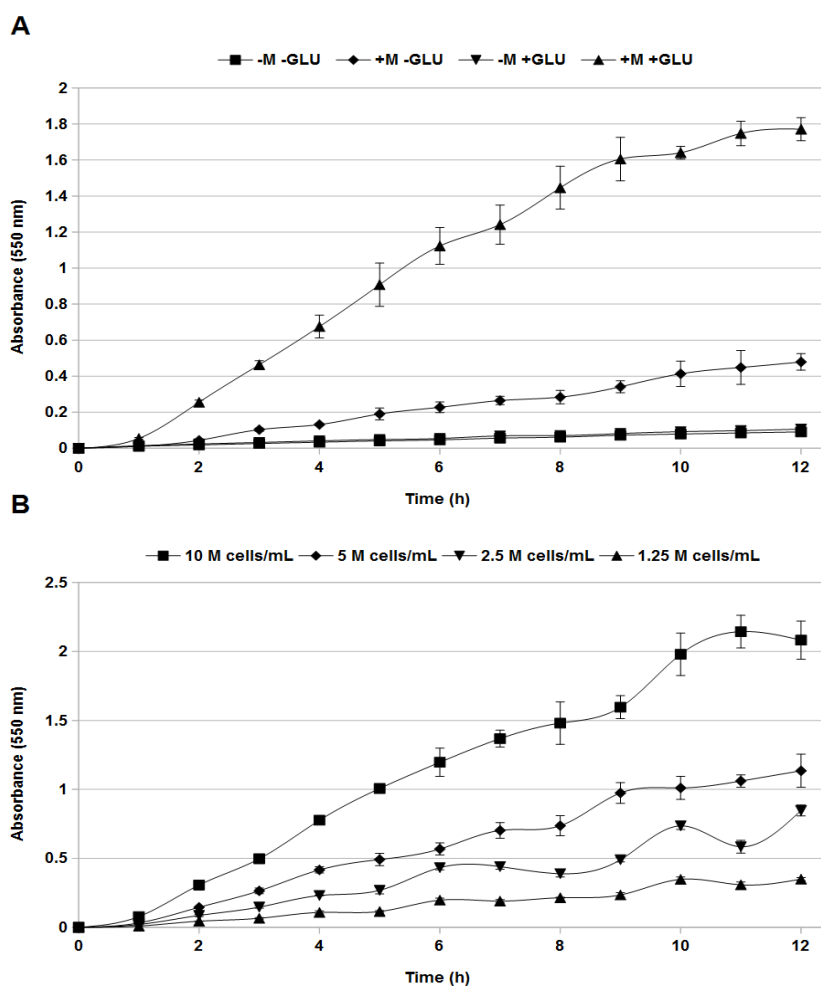 A
-M -GLU +M -GLU -M +GLU +M +GLU
2
1.8
1.6
1.4
1.2
1
0.8
0.6
0.4
0.2
0
Absorbance (550 nm)
0 2 4 6 8 10 12
Time (h)
B
10 M cells/mL 5 M cells/mL 2.5 M cells/mL 1.25 M cells/mL
2.5
2
1.5
1
0.5
0
Absorbance (550 nm)
0 2 4 6 8 10 12
Time (h)